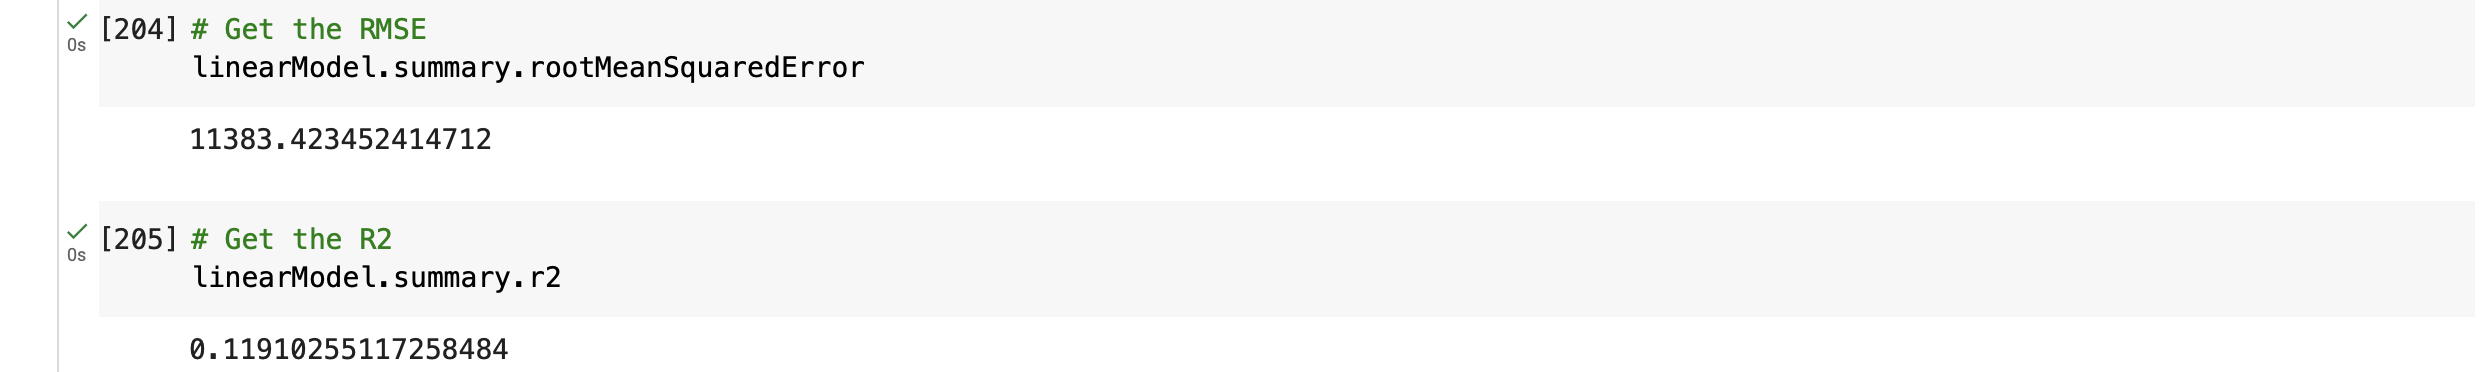 [204] # Get the RMSE
0s
linearModel.summary.rootMeanSquaredError
11383.423452414712
[205] # Get the R2
0s
linearModel.summary.r2
0.11910255117258484